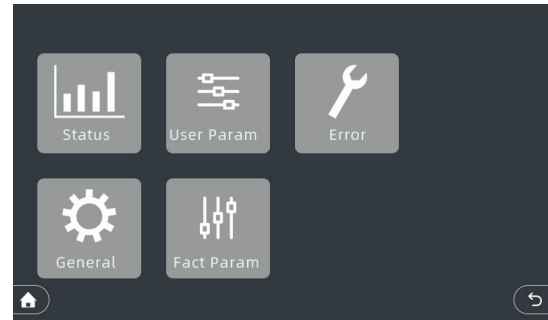 Status
User Param
Error
General
Fact Param